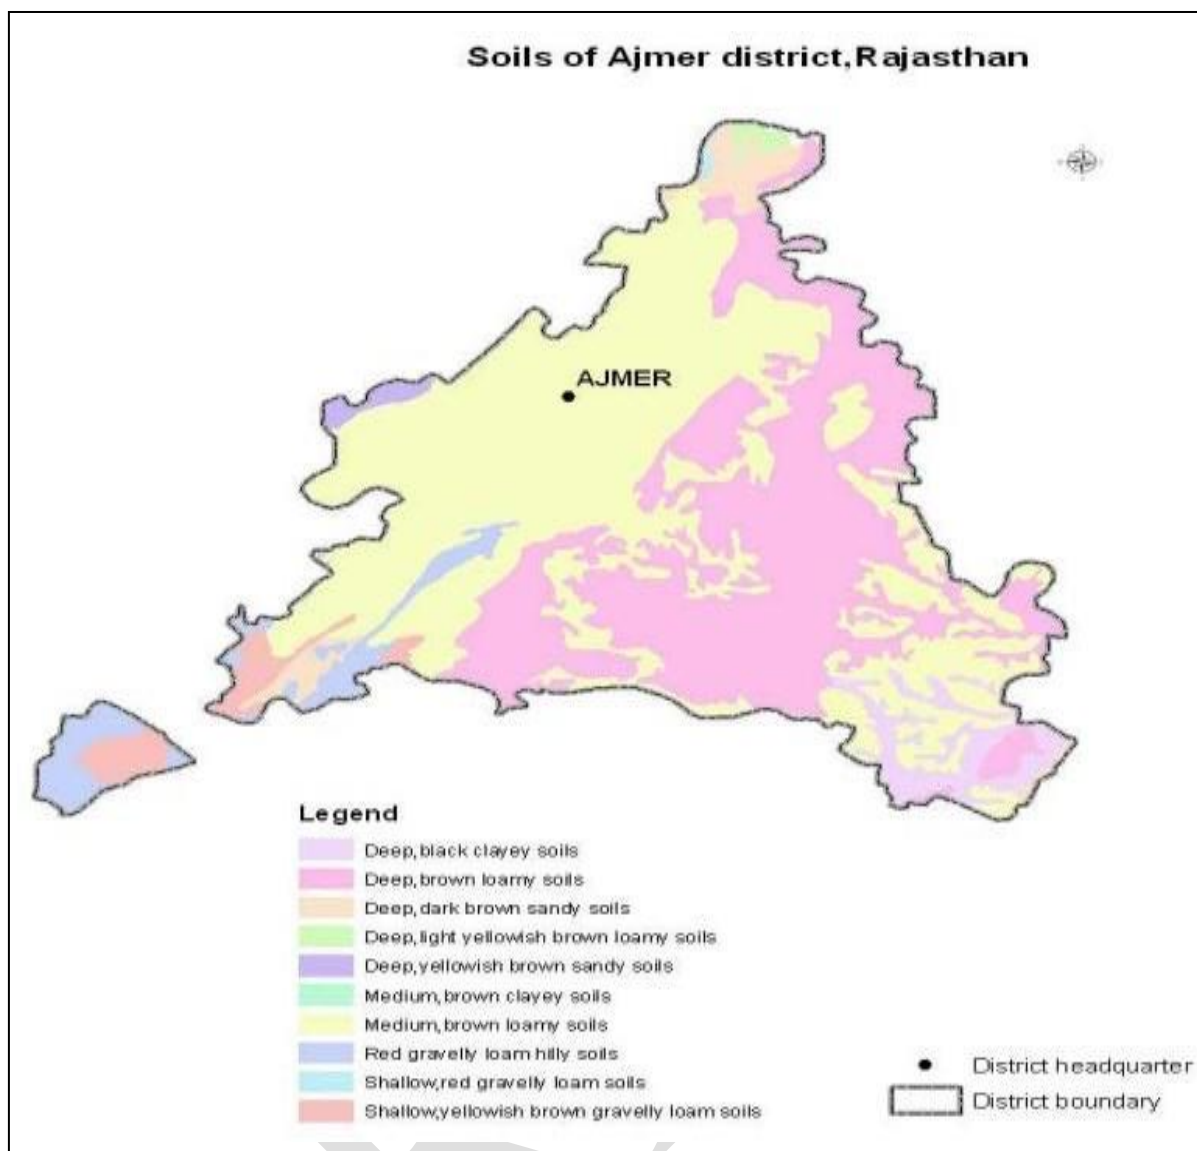 Soils of Ajmer district,Rajasthan
AJMER
Legend
Deep,black clayey soils
Deep,brown loamy soils
Deep,dark brown sandy soils
Deep,light yellowish brown loamy soils
Deep,yellowish brown sandy soils
Medium,brown clayey soils
Medium,brown loamy soils
Red gravelly loam hilly soils
Shallow,red gravelly loam soils
Shallow,yellowish brown gravelly loam soils
District headquarter
District boundary